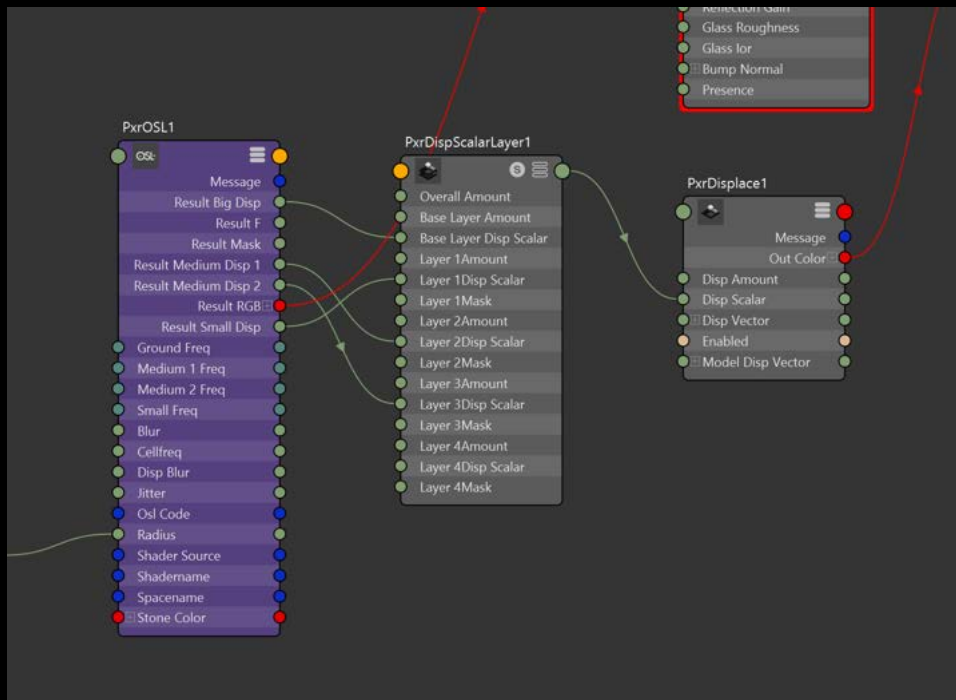 Reflection Gain
Glass Roughness
Glass Ior
Bump Normal
Presence
PxrOSL1
OSL
Message
Result Big Disp
Result F
Result Mask
Result Medium Disp 1
Result Medium Disp 2
Result RGB
Result Small Disp
Ground Freq
Medium 1 Freq
Medium 2 Freq
Small Freq
Blur
Cellfreq
Disp Blur
Jitter
Osl Code
Radius
Shader Source
Shadername
Spacename
Stone Color
PxrDispScalarLayer1
S
Overall Amount
Base Layer Amount
Base Layer Disp Scalar
Layer 1Amount
Layer 1Disp Scalar
Layer 1Mask
Layer 2Amount
Layer 2Disp Scalar
Layer 2Mask
Layer 3Amount
Layer 3Disp Scalar
Layer 3Mask
Layer 4Amount
Layer 4Disp Scalar
Layer 4Mask
PxrDisplace1
Message
Out Color
Disp Amount
Disp Scalar
Disp Vector
Enabled
Model Disp Vector